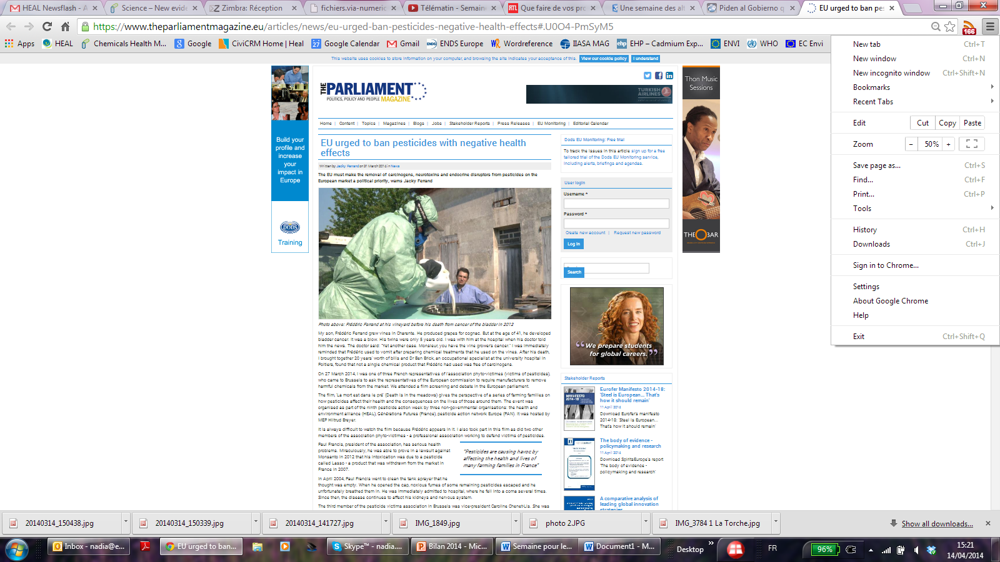 HEAL Newsflash - A
Science – New evide
Zimbra: Réception
fichiers.via-numeric
Télématin - Semaine
Que faire de vos pro
Une semaine des alt
Piden al Gobierno q
EU urged to ban pes
https://www.theparliamentmagazine.eu/articles/news/eu-urged-ban-pesticides-negative-health-effects#.U0O4-PmSyM5
166
Apps
HEAL
Chemicals Health M...
Google
CiviCRM Home | Heal
27 Google Calendar
Gmail
ENDS Europe
Wordreference
IIASA MAG
ehp EHP – Cadmium Exp...
ENVI
WHO
EC Envi
New tab Ctrl+T
New window Ctrl+N
New incognito window Ctrl+Shift+N
Bookmarks
Recent Tabs
Edit Cut Copy Paste
Zoom − 50% +
Save page as... Ctrl+S
Find... Ctrl+F
Print... Ctrl+P
Tools
History Ctrl+H
Downloads Ctrl+J
Sign in to Chrome...
Settings
About Google Chrome
Help
Exit Ctrl+Shift+Q
This website uses cookies to store information on your computer, and browsing the site indicates your acceptance of this. View our cookie policy I understand
Build your
profile and
increase
your
impact in
Europe
DODS
Training
THE PARLIAMENT
POLITICS, POLICY AND PEOPLE MAGAZINE
TURKISH
AIRLINES
Thon Music
Sessions
THE O BAR
Home | Content | Topics | Magazines | Blogs | Jobs | Stakeholder Reports | Press Releases | EU Monitoring | Editorial Calendar
EU urged to ban pesticides with negative health
effects
Written by Jacky Ferrand on 31 March 2014 in News
The EU must make the removal of carcinogens, neurotoxins and endocrine disruptors from pesticides on the
European market a political priority, warns Jacky Ferrand
Photo above: Frédéric Ferrand at his vineyard before his death from cancer of the bladder in 2012
My son, Frédéric Ferrand grew vines in Charente. He produced grapes for cognac. But at the age of 41, he developed
bladder cancer. It was a blow. His twins were only 5 years old. I was with him at the hospital when his doctor told
him the news. The doctor said: "Yet another case. Monsieur, you have the vine grower's cancer." I was immediately
reminded that Frédéric used to vomit after preparing chemical treatments that he used on the vines. After his death,
I brought together 20 years' worth of bills and Dr Ben Brick, an occupational specialist at the university hospital in
Poitiers, found that not a single chemical product that Frédéric had used was free of carcinogens.
On 27 March 2014, I was one of three French representatives of l'association phyto-victimes (victims of pesticides),
who came to Brussels to ask the representatives of the European commission to require manufacturers to remove
harmful chemicals from the market. We attended a film screening and debate in the European parliament.
The film, 'La mort est dans le pré' (Death is in the meadows) gives the perspective of a series of farming families on
how pesticides affect their health and the consequences on the lives of those around them. The event was
organised as part of the ninth pesticide action week by three non-governmental organisations: the health and
environment alliance (HEAL), Générations Futures (France), pesticide action network Europe (PAN). It was hosted by
MEP Hiltrud Breyer.
It is always difficult to watch the film because Frédéric appears in it. I also took part in this film as did two other
members of the association phyto-victimes - a professional association working to defend victims of pesticides.
Paul Francis, president of the association, has serious health
problems. Miraculously, he was able to prove in a lawsuit against
Monsanto in 2012 that his intoxication was due to a pesticide
called Lasso - a product that was withdrawn from the market in
France in 2007.
"Pesticides are causing havoc by
affecting the health and lives of
many farming families in France"
In April 2004, Paul Francis went to clean the tank sprayer that he
thought was empty. When he opened the cap, noxious fumes of some remaining pesticides escaped and he
unfortunately breathed them in. He was immediately admitted to hospital, where he fell into a coma several times.
Since then, the disease continues to affect his kidneys and nervous system.
The third member of the pesticide victims association in Brussels was vice-president Caroline Chenet-Lis. She was
Dods EU Monitoring: Free trial
To track the issues in this article sign up for a free
tailored trial of the Dods EU Monitoring service,
including alerts, briefings and agendas.
User login
Username *
Password *
Create new account | Request new password
Log in
Search
"We prepare students
for global careers."
Stakeholder Reports
MANIFESTO
2014-18
Eurofer Manifesto 2014-18:
'Steel is European... That's
how it should remain'
11 April 2014
Download Eurofer's manifesto
2014-18: 'Steel is European...
That's how it should remain'
The body of evidence -
policymaking and research
11 April 2014
Download SpiritsEurope's report
'The body of evidence -
policymaking and research'
A comparative analysis of
leading global innovation
strategies
20140314_150438.jpg
20140314_150339.jpg
20140314_141727.jpg
IMG_1849.jpg
photo 2.JPG
IMG_3784 1 La Torche.jpg
Show all downloads...
Inbox - nadia@e...
EU urged to ban...
Skype™ - nadia....
Bilan 2014 - Mic...
Semaine pour le...
Document1 - M...
Desktop
FR
96%
15:21
14/04/2014